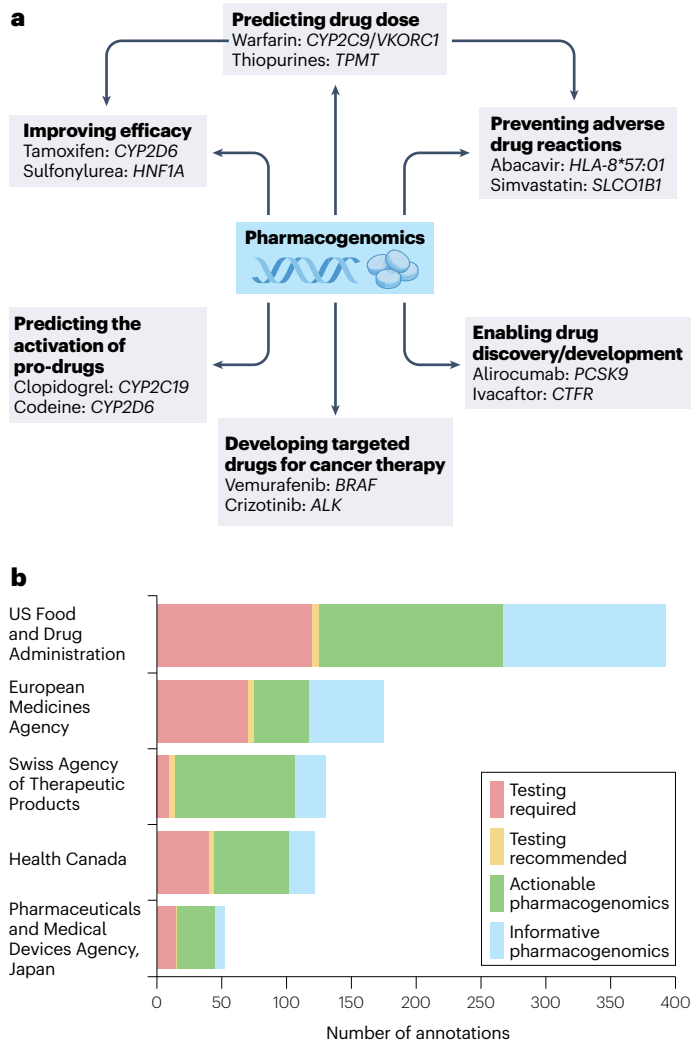 a
Predicting drug dose
Warfarin: CYP2C9/VKORC1
Thiopurines: TPMT
Improving efficacy
Tamoxifen: CYP2D6
Sulfonylurea: HNF1A
Preventing adverse
drug reactions
Abacavir: HLA-8*57:01
Simvastatin: SLCO1B1
Pharmacogenomics
Predicting the
activation of
pro-drugs
Clopidogrel: CYP2C19
Codeine: CYP2D6
Enabling drug
discovery/development
Alirocumab: PCSK9
Ivacaftor: CTFR
Developing targeted
drugs for cancer therapy
Vemurafenib: BRAF
Crizotinib: ALK
b
US Food
and Drug
Administration
European
Medicines
Agency
Swiss Agency
of Therapeutic
Products
Health Canada
Pharmaceuticals
and Medical
Devices Agency,
Japan
Testing
required
Testing
recommended
Actionable
pharmacogenomics
Informative
pharmacogenomics
0 50 100 150 200 250 300 350 400
Number of annotations